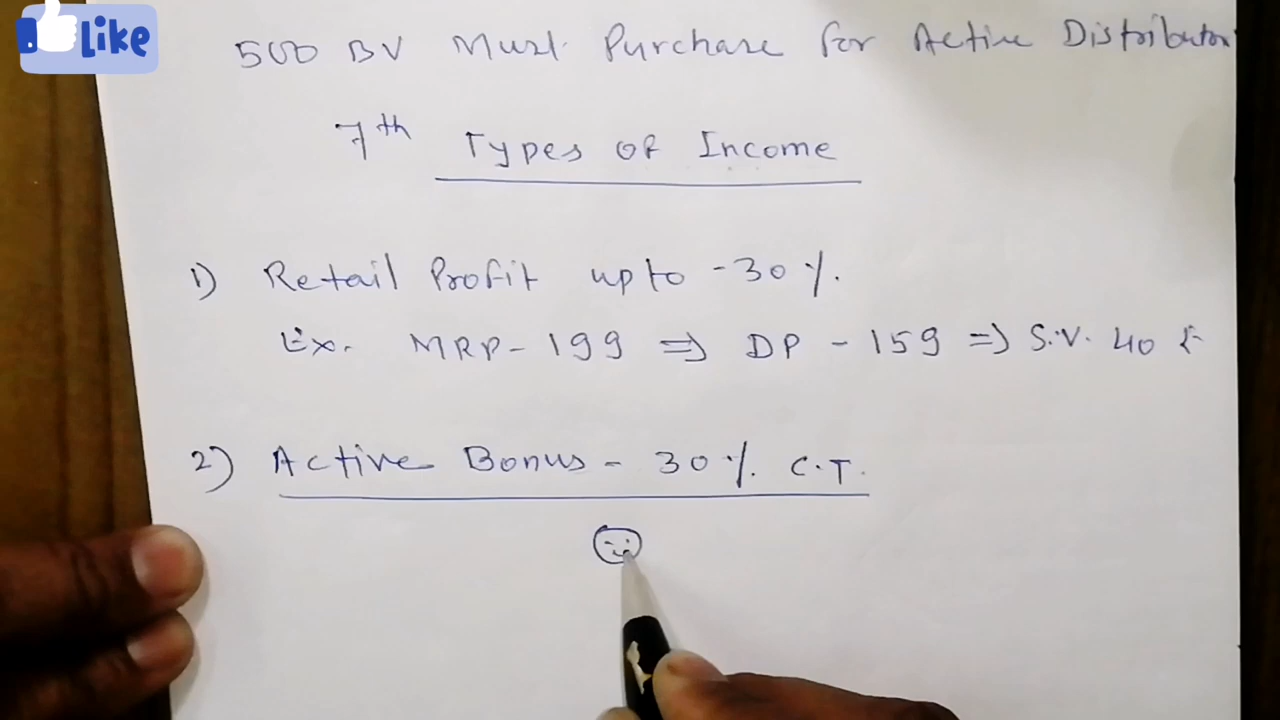 Like
500 BV Must Purchase for Active Distributor
7th Types of Income
1) Retail Profit upto -30%.
Ex. MRP - 199 => DP - 159 => S.V. 40
2) Active Bonus - 30% C.T.